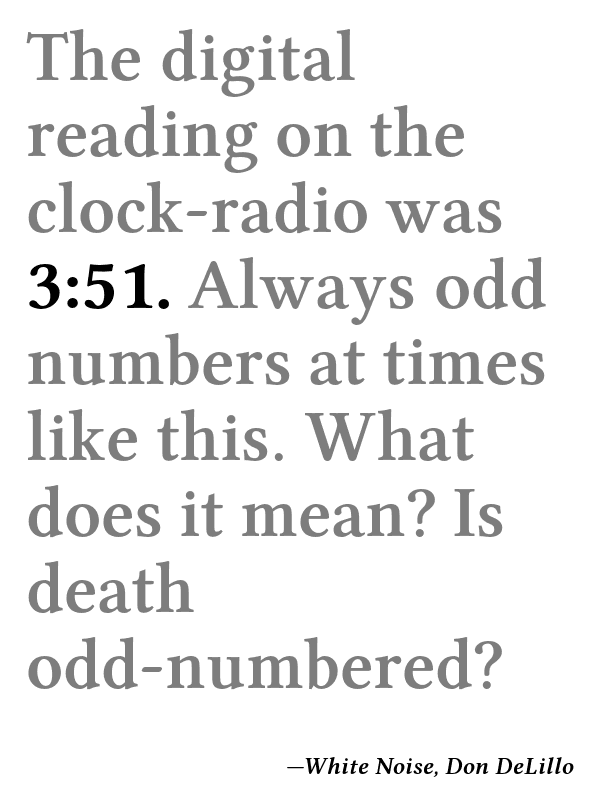 The digital
reading on the
clock-radio was
3:51. Always odd
numbers at times
like this. What
does it mean? Is
death
odd-numbered?
—White Noise, Don DeLillo